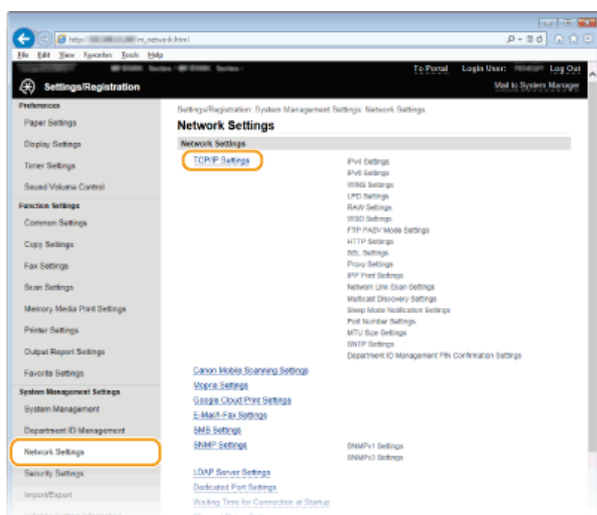 http://
m_network.html
File Edit View Favorites Tools Help
To Portal Login User: Log Out
Settings/Registration
Mail to System Manager
Preferences
Paper Settings
Display Settings
Timer Settings
Sound Volume Control
Function Settings
Common Settings
Copy Settings
Fax Settings
Scan Settings
Memory Media Print Settings
Printer Settings
Output Report Settings
Favorite Settings
System Management Settings
System Management
Department ID Management
Network Settings
Security Settings
Import/Export
Settings/Registration: System Management Settings: Network Settings
Network Settings
Network Settings
TCP/IP Settings
IPv4 Settings
IPv6 Settings
WINS Settings
LPD Settings
RAW Settings
WSD Settings
FTP PASV Mode Settings
HTTP Settings
SSL Settings
Proxy Settings
IPP Print Settings
Network Link Scan Settings
Multicast Discovery Settings
Sleep Mode Notification Settings
Port Number Settings
MTU Size Settings
SNTP Settings
Department ID Management PIN Confirmation Settings
Canon Mobile Scanning Settings
Mopria Settings
Google Cloud Print Settings
E-Mail/I-Fax Settings
SMB Settings
SNMP Settings
SNMPv1 Settings
SNMPv3 Settings
LDAP Server Settings
Dedicated Port Settings
Waiting Time for Connection at Startup